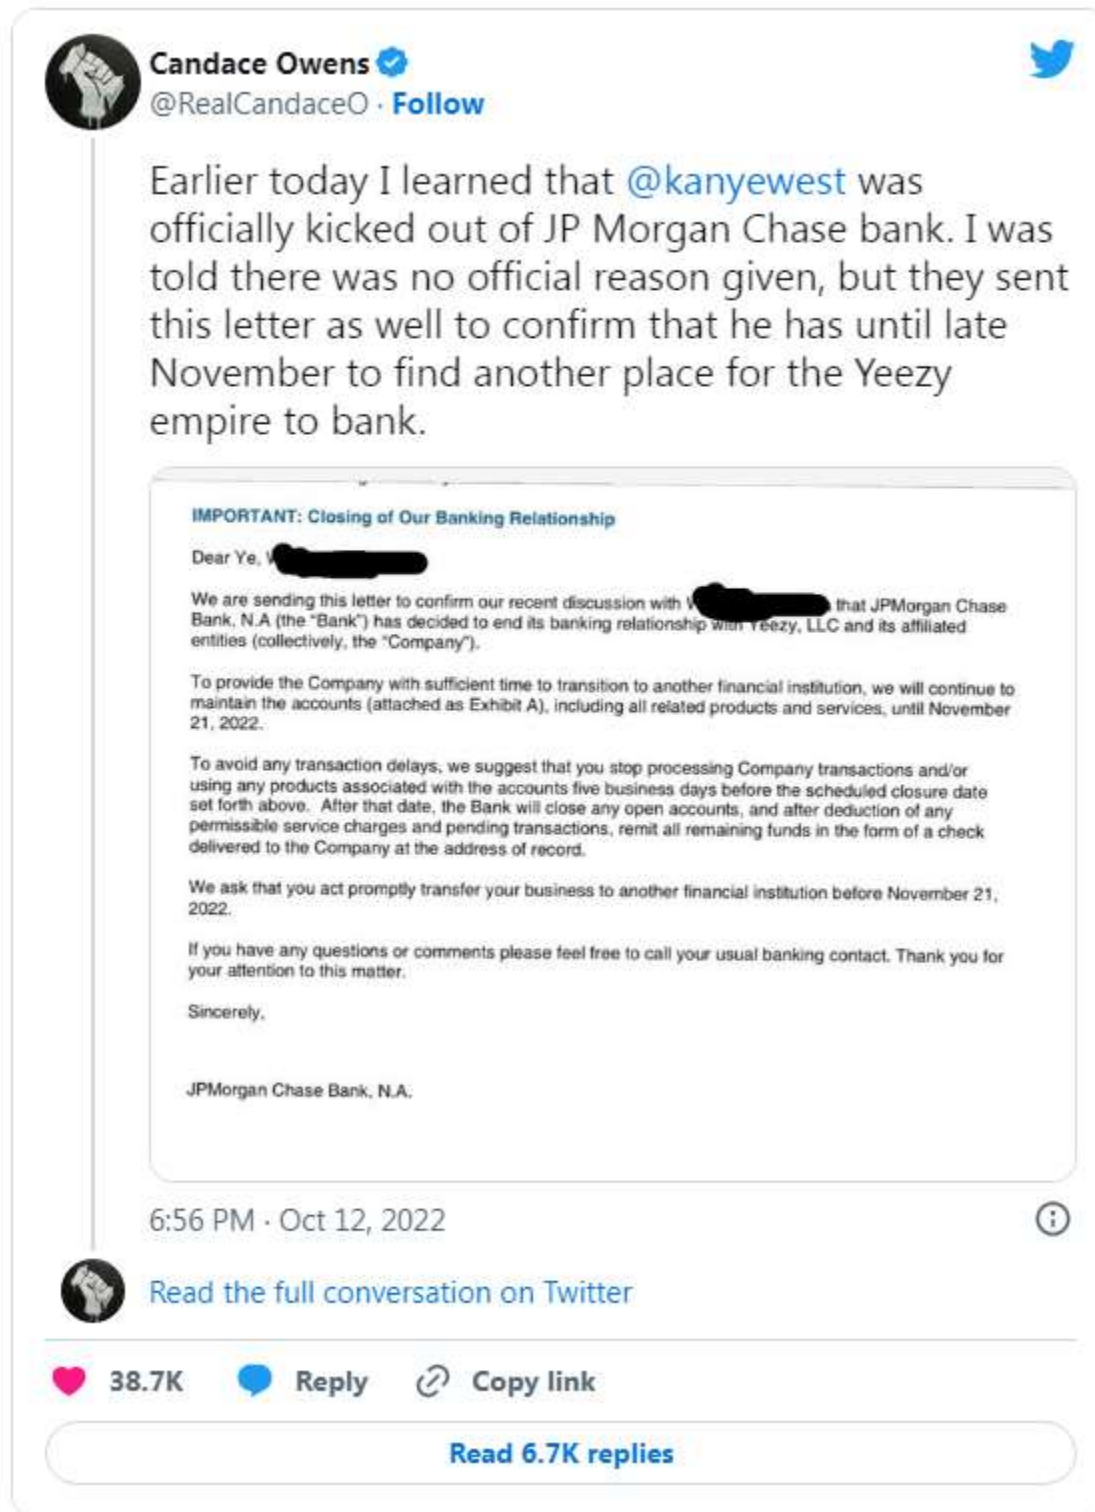 Candace Owens
@RealCandaceO · Follow
Earlier today I learned that @kanyewest was
officially kicked out of JP Morgan Chase bank. I was
told there was no official reason given, but they sent
this letter as well to confirm that he has until late
November to find another place for the Yeezy
empire to bank.
IMPORTANT: Closing of Our Banking Relationship
Dear Ye,
We are sending this letter to confirm our recent discussion with that JPMorgan Chase
Bank, N.A (the "Bank") has decided to end its banking relationship with Yeezy, LLC and its affiliated
entities (collectively, the "Company").
To provide the Company with sufficient time to transition to another financial institution, we will continue to
maintain the accounts (attached as Exhibit A), including all related products and services, until November
21, 2022.
To avoid any transaction delays, we suggest that you stop processing Company transactions and/or
using any products associated with the accounts five business days before the scheduled closure date
set forth above. After that date, the Bank will close any open accounts, and after deduction of any
permissible service charges and pending transactions, remit all remaining funds in the form of a check
delivered to the Company at the address of record.
We ask that you act promptly transfer your business to another financial institution before November 21,
2022.
If you have any questions or comments please feel free to call your usual banking contact. Thank you for
your attention to this matter.
Sincerely,
JPMorgan Chase Bank, N.A.
6:56 PM · Oct 12, 2022
Read the full conversation on Twitter
38.7K Reply Copy link
Read 6.7K replies